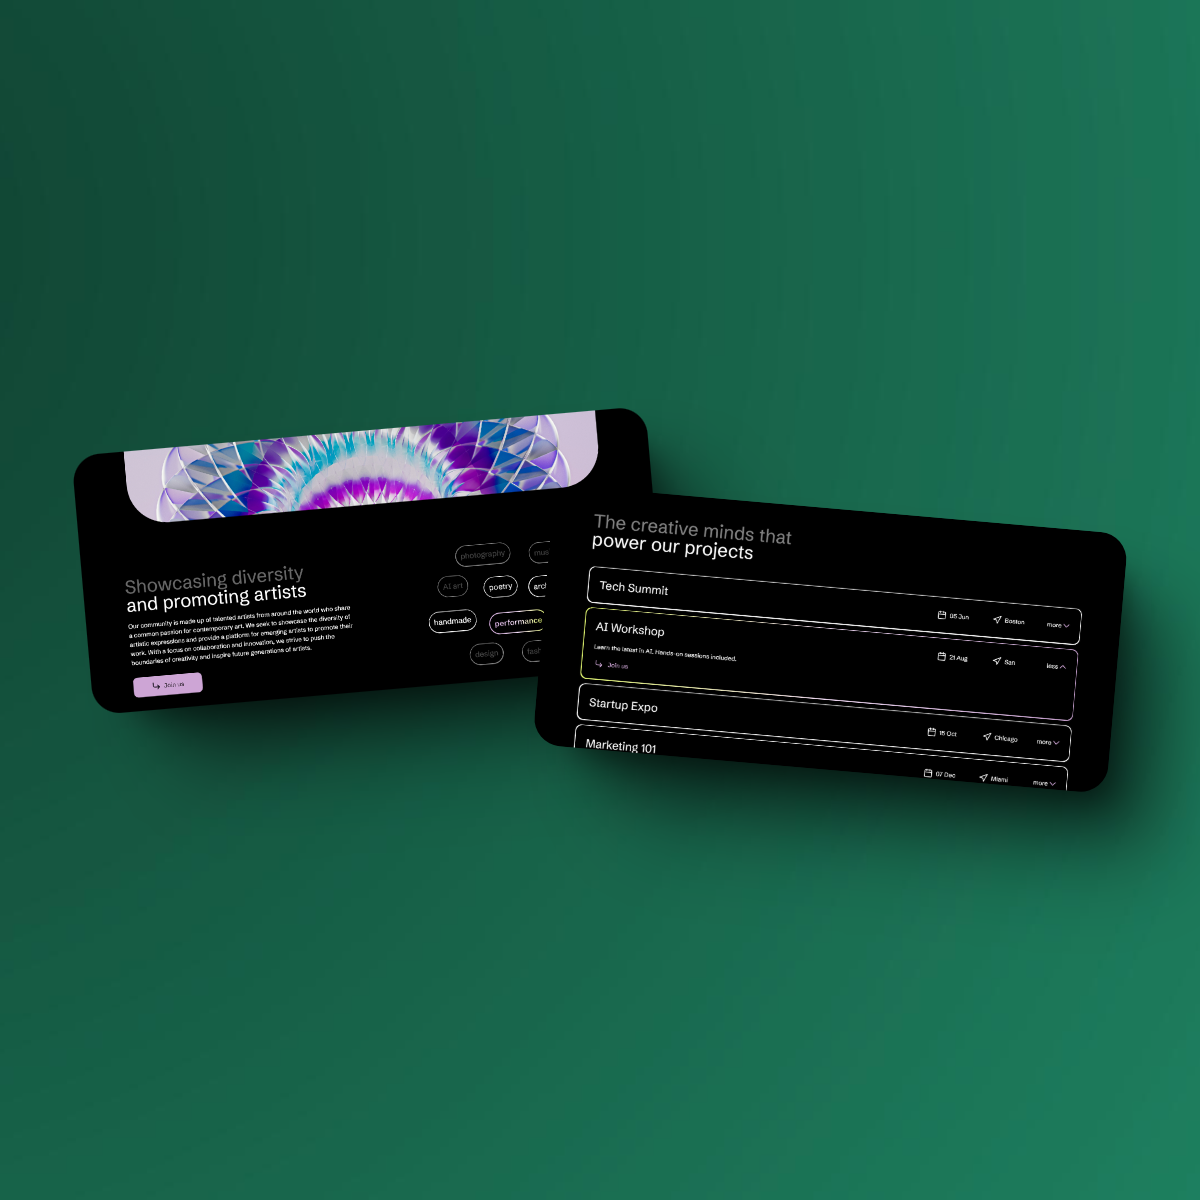 Showcasing diversity
and promoting artists
Our community is made up of talented artists from around the world who share
a common passion for contemporary art. We seek to showcase the diversity of
artistic expressions and provide a platform for emerging artists to promote their
work. With a focus on collaboration and innovation, we strive to push the
boundaries of creativity and inspire future generations of artists.
Join us
photography
AI art
poetry
handmade
performance
design
The creative minds that
power our projects
Tech Summit
05 Jun
Boston
more
AI Workshop
Learn the latest in AI. Hands-on sessions included.
Join us
21 Aug
San
less
Startup Expo
15 Oct
Chicago
more
Marketing 101
07 Dec
Miami
more